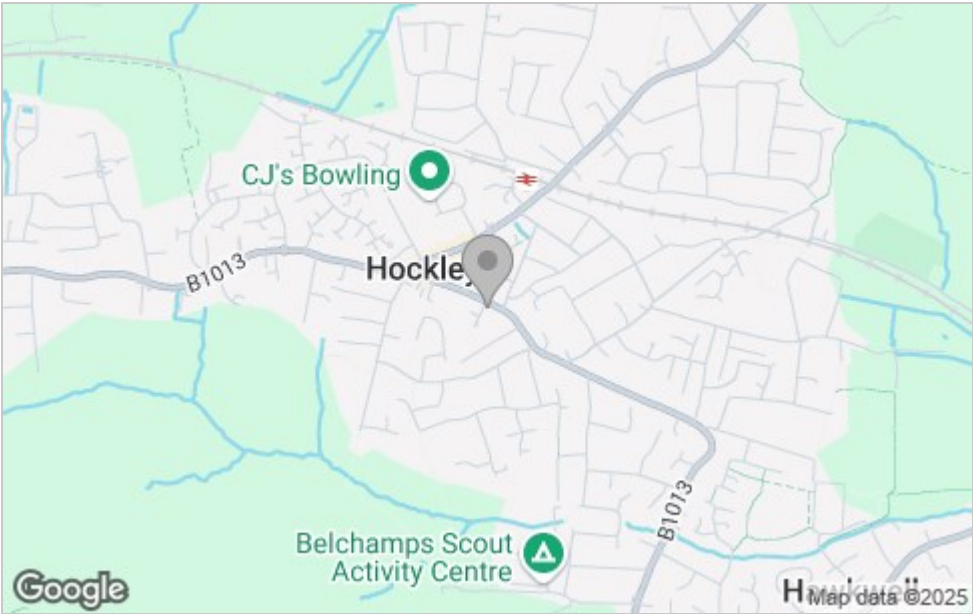 CJ's Bowling
B1013
Hockley
B1013
Belchamps Scout
Activity Centre
Google
Map data ©2025